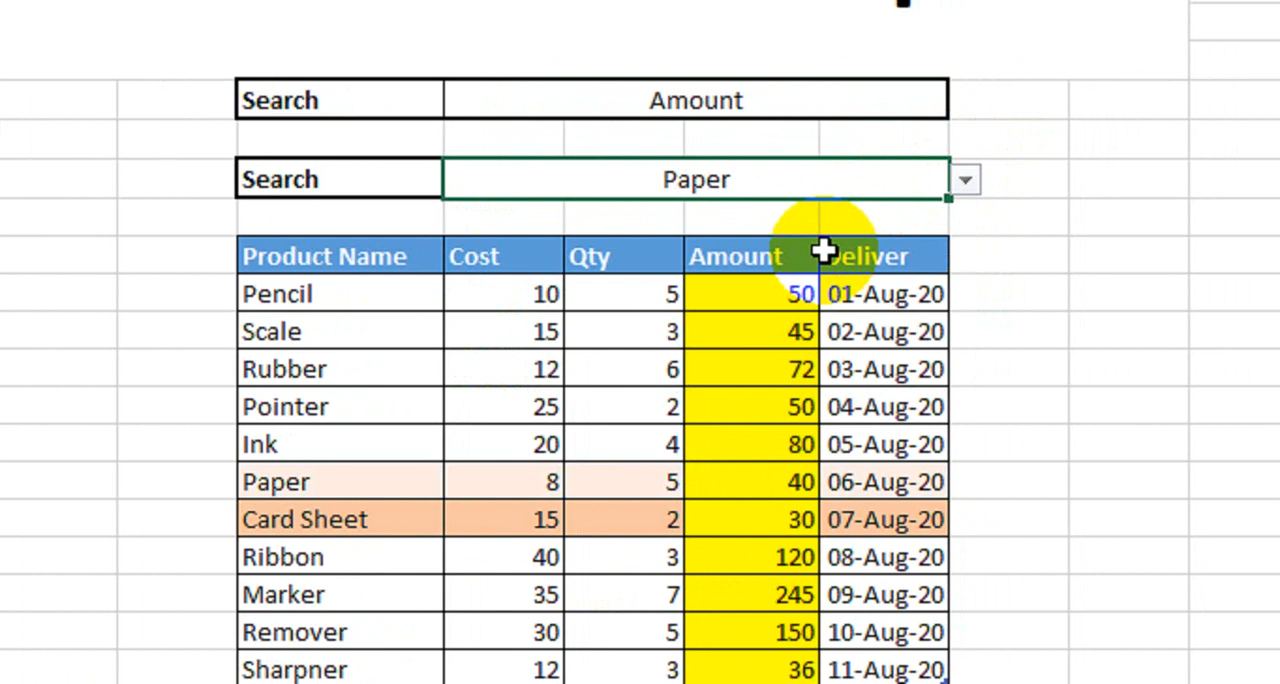 Search Amount
Search Paper
Product Name Cost Qty Amount Deliver
Pencil 10 5 50 01-Aug-20
Scale 15 3 45 02-Aug-20
Rubber 12 6 72 03-Aug-20
Pointer 25 2 50 04-Aug-20
Ink 20 4 80 05-Aug-20
Paper 8 5 40 06-Aug-20
Card Sheet 15 2 30 07-Aug-20
Ribbon 40 3 120 08-Aug-20
Marker 35 7 245 09-Aug-20
Remover 30 5 150 10-Aug-20
Sharpner 12 3 36 11-Aug-20